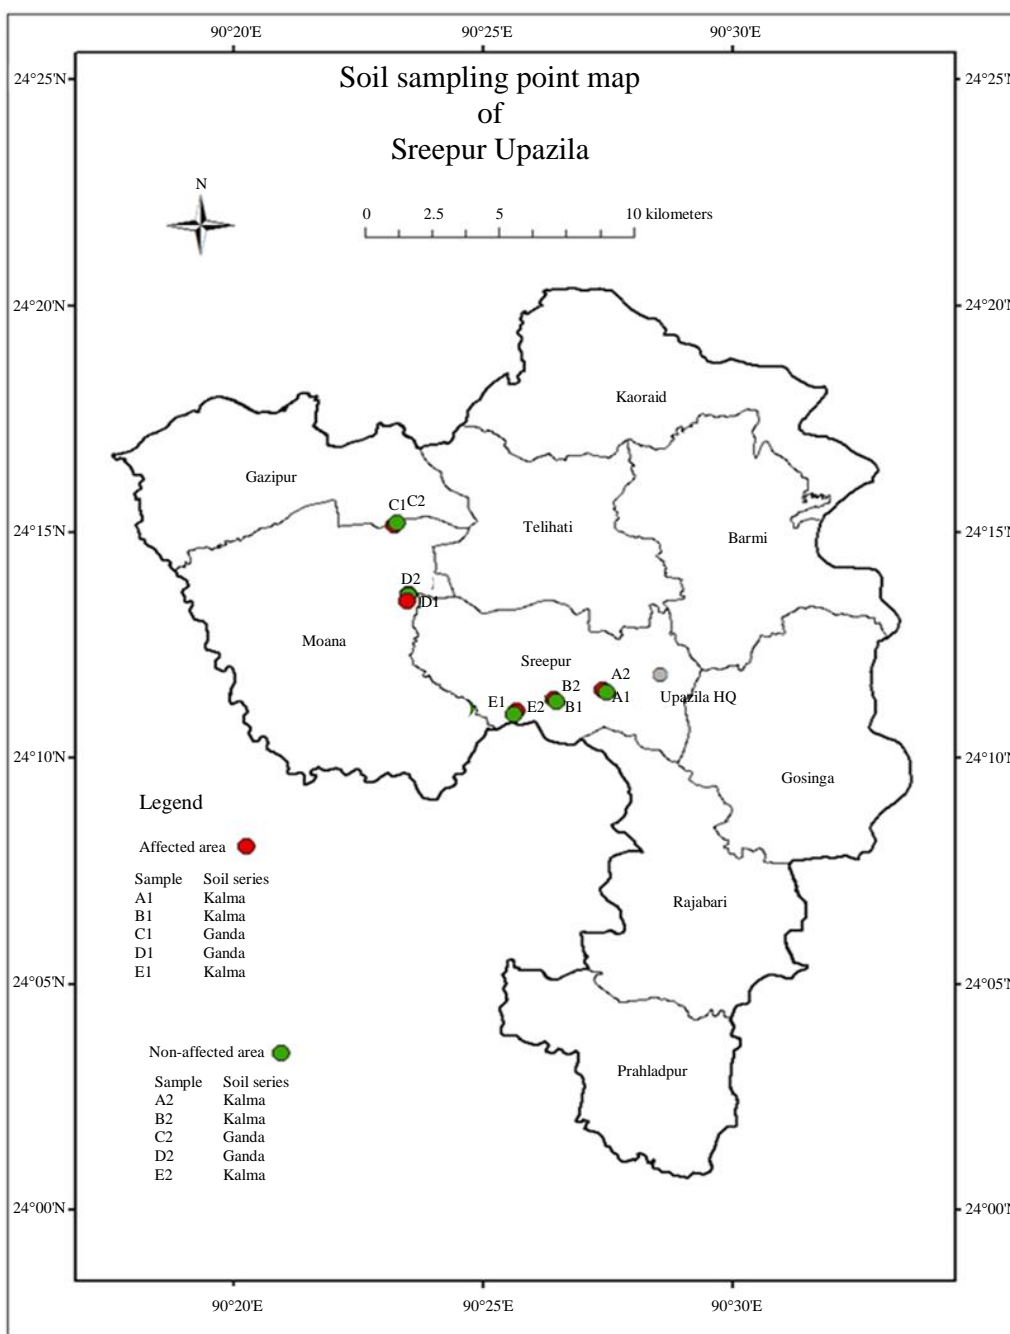 90°20'E 90°25'E 90°30'E
24°25'N 24°25'N
Soil sampling point map
of
Sreepur Upazila
N
0 2.5 5 10 kilometers
24°20'N 24°20'N
Kaoraid
Gazipur
C1 C2
Telihati
24°15'N 24°15'N
Barmi
D2
D1
Moana
Sreepur
A2
B2
Upazila HQ
A1
E1 E2 B1
24°10'N 24°10'N
Gosinga
Legend
Affected area
Sample Soil series
A1 Kalma
B1 Kalma
C1 Ganda
D1 Ganda
E1 Kalma
Rajabari
24°05'N 24°05'N
Non-affected area
Prahladpur
Sample Soil series
A2 Kalma
B2 Kalma
C2 Ganda
D2 Ganda
E2 Kalma
24°00'N 24°00'N
90°20'E 90°25'E 90°30'E